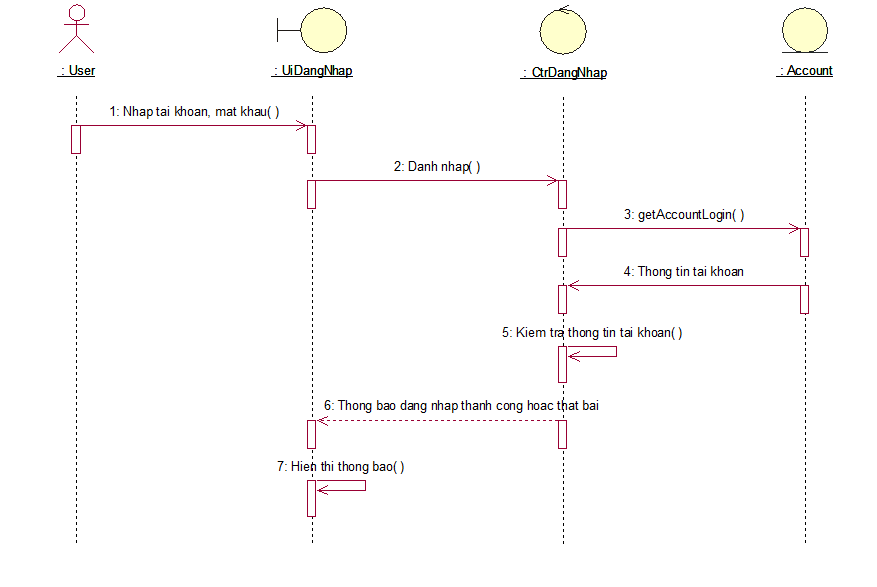 : User
: UiDangNhap
: CtrDangNhap
: Account
1: Nhap tai khoan, mat khau( )
2: Danh nhap( )
3: getAccountLogin( )
4: Thong tin tai khoan
5: Kiem tra thong tin tai khoan( )
6: Thong bao dang nhap thanh cong hoac that bai
7: Hien thi thong bao( )